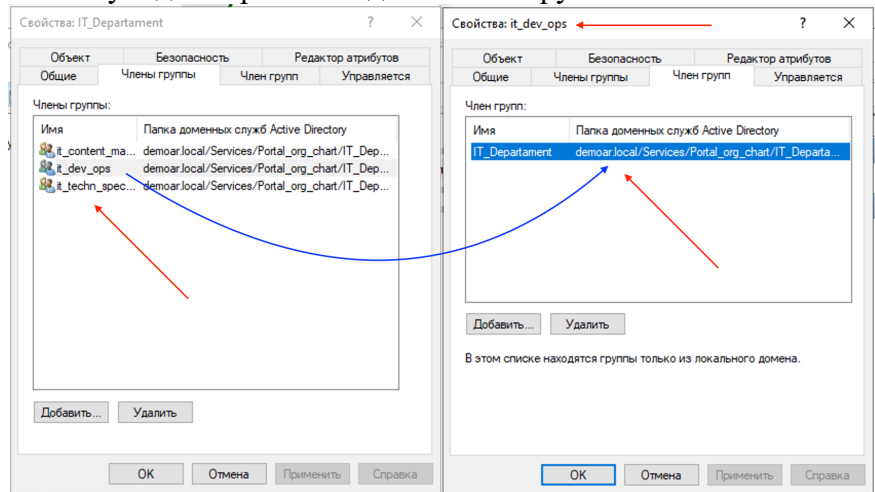 Свойства: IT_Departament
Объект Безопасность Редактор атрибутов
Общие Члены группы Член групп Управляется
Члены группы:
Имя Папка доменных служб Active Directory
it_content_ma... demoar.local/Services/Portal_org_chart/IT_Dep...
it_dev_ops demoar.local/Services/Portal_org_chart/IT_Dep...
it_techn_spec... demoar.local/Services/Portal_org_chart/IT_Dep...
Добавить... Удалить
OK Отмена Применить Справка
Свойства: it_dev_ops
Объект Безопасность Редактор атрибутов
Общие Члены группы Член групп Управляется
Член групп:
Имя Папка доменных служб Active Directory
IT_Departament demoar.local/Services/Portal_org_chart/IT_Departa...
Добавить... Удалить
В этом списке находятся группы только из локального домена.
OK Отмена Применить Справка